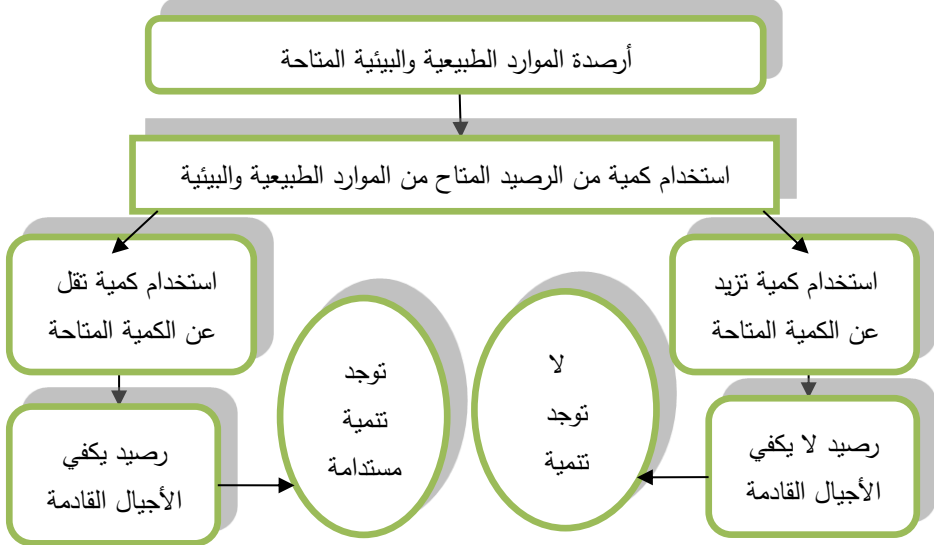 أرصدة الموارد الطبيعية والبيئية المتاحة
استخدام كمية من الرصيد المتاح من الموارد الطبيعية والبيئية
استخدام كمية تزيد
عن الكمية المتاحة
استخدام كمية تقل
عن الكمية المتاحة
لا
توجد
تنمية
توجد
تنمية
مستدامة
رصيد لا يكفي
الأجيال القادمة
رصيد يكفي
الأجيال القادمة